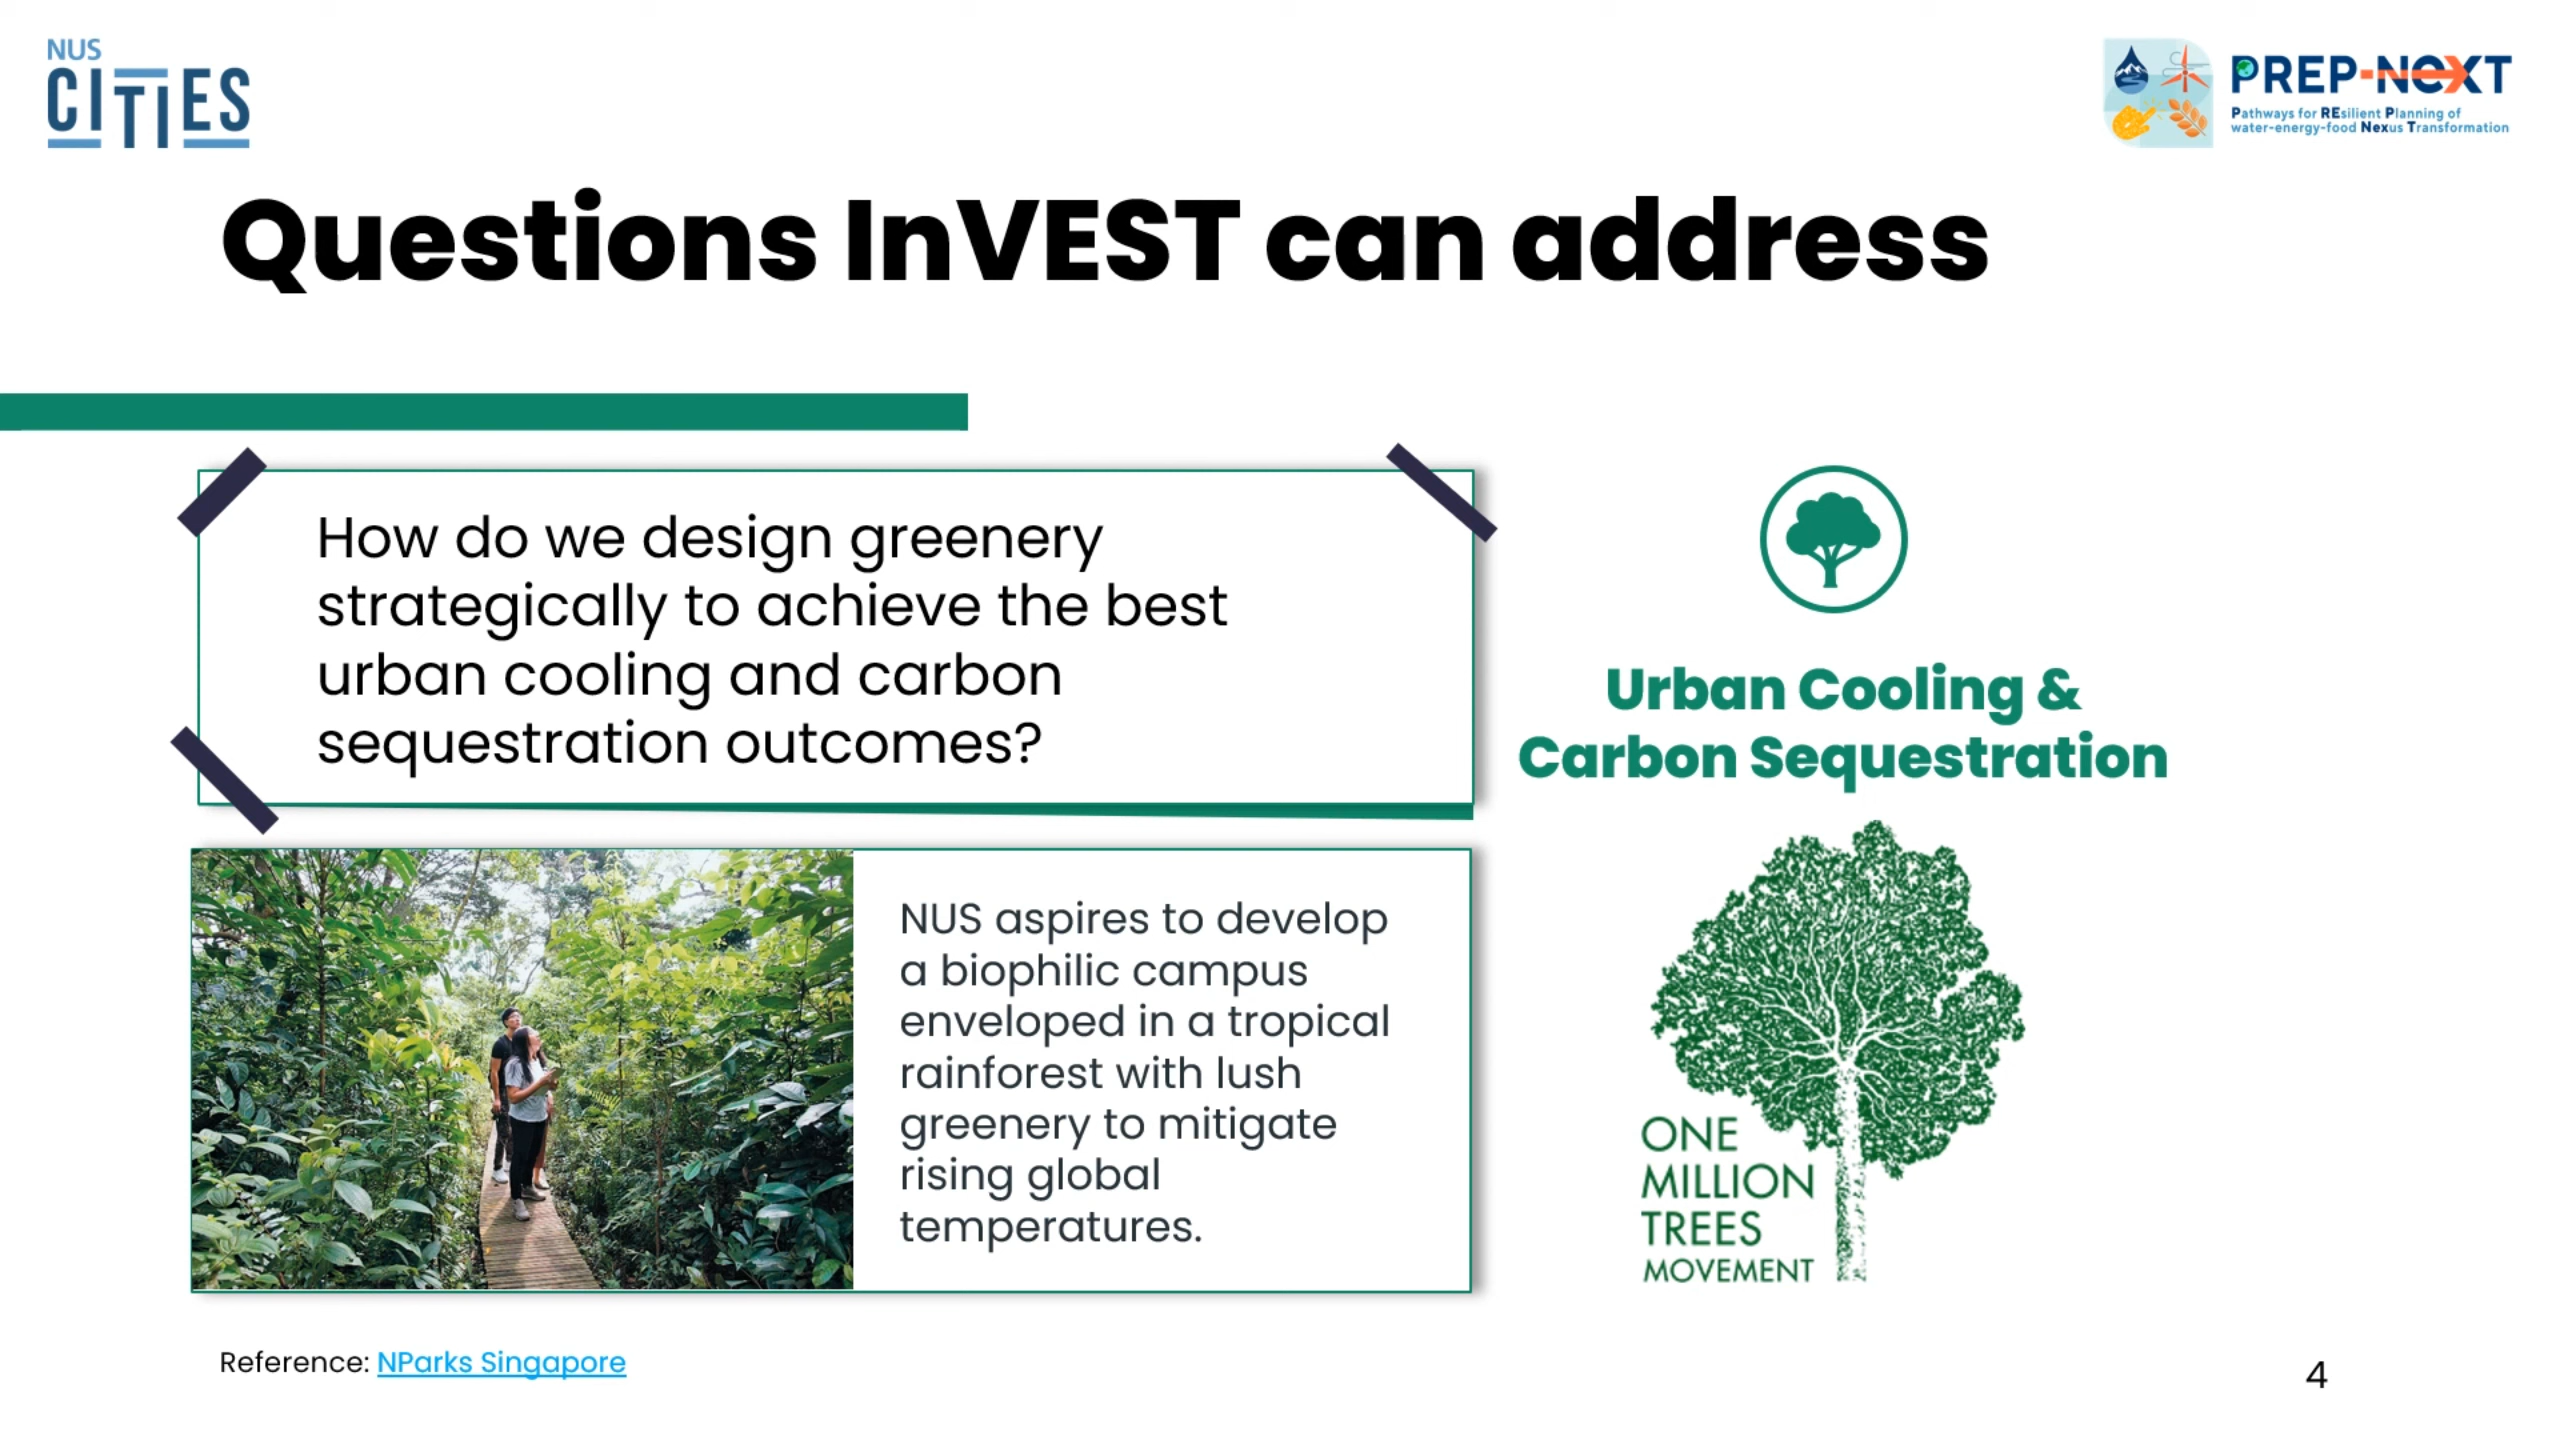 NUS
CITIES
PREP-NEXT
Pathways for REsilient Planning of
water-energy-food Nexus Transformation
Questions InVEST can address
How do we design greenery
strategically to achieve the best
urban cooling and carbon
sequestration outcomes?
Urban Cooling &
Carbon Sequestration
NUS aspires to develop
a biophilic campus
enveloped in a tropical
rainforest with lush
greenery to mitigate
rising global
temperatures.
ONE
MILLION
TREES
MOVEMENT
Reference: NParks Singapore
4